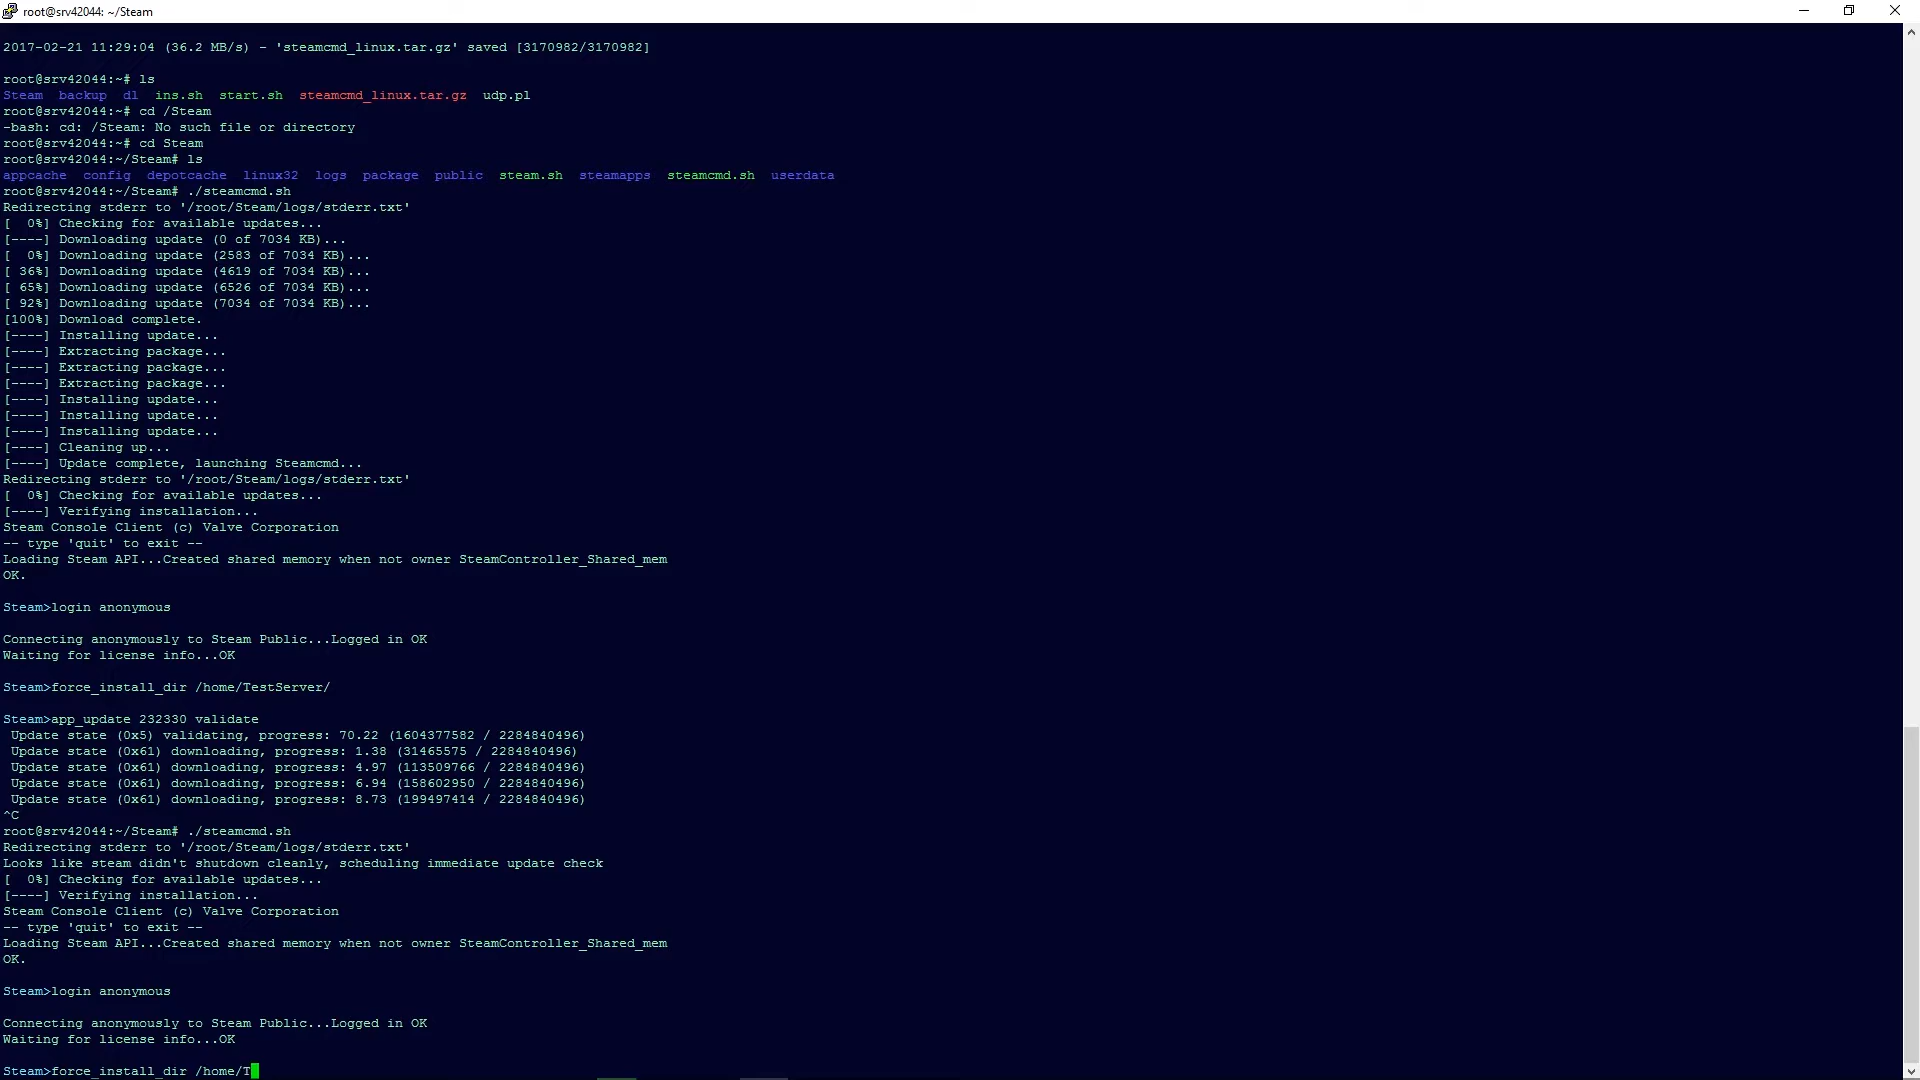 root@srv42044: ~/Steam
2017-02-21 11:29:04 (36.2 MB/s) - 'steamcmd_linux.tar.gz' saved [3170982/3170982]
root@srv42044:~# ls
Steam  backup  dl  ins.sh  start.sh  steamcmd_linux.tar.gz  udp.pl
root@srv42044:~# cd /Steam
-bash: cd: /Steam: No such file or directory
root@srv42044:~# cd Steam
root@srv42044:~/Steam# ls
appcache  config  depotcache  linux32  logs  package  public  steam.sh  steamapps  steamcmd.sh  userdata
root@srv42044:~/Steam# ./steamcmd.sh
Redirecting stderr to '/root/Steam/logs/stderr.txt'
[  0%] Checking for available updates...
[----] Downloading update (0 of 7034 KB)...
[  0%] Downloading update (2583 of 7034 KB)...
[ 36%] Downloading update (4619 of 7034 KB)...
[ 65%] Downloading update (6526 of 7034 KB)...
[ 92%] Downloading update (7034 of 7034 KB)...
[100%] Download complete.
[----] Installing update...
[----] Extracting package...
[----] Extracting package...
[----] Extracting package...
[----] Installing update...
[----] Installing update...
[----] Installing update...
[----] Cleaning up...
[----] Update complete, launching Steamcmd...
Redirecting stderr to '/root/Steam/logs/stderr.txt'
[  0%] Checking for available updates...
[----] Verifying installation...
Steam Console Client (c) Valve Corporation
-- type 'quit' to exit --
Loading Steam API...Created shared memory when not owner SteamController_Shared_mem
OK.
Steam>login anonymous
Connecting anonymously to Steam Public...Logged in OK
Waiting for license info...OK
Steam>force_install_dir /home/TestServer/
Steam>app_update 232330 validate
 Update state (0x5) validating, progress: 70.22 (1604377582 / 2284840496)
 Update state (0x61) downloading, progress: 1.38 (31465575 / 2284840496)
 Update state (0x61) downloading, progress: 4.97 (113509766 / 2284840496)
 Update state (0x61) downloading, progress: 6.94 (158602950 / 2284840496)
 Update state (0x61) downloading, progress: 8.73 (199497414 / 2284840496)
^C
root@srv42044:~/Steam# ./steamcmd.sh
Redirecting stderr to '/root/Steam/logs/stderr.txt'
Looks like steam didn't shutdown cleanly, scheduling immediate update check
[  0%] Checking for available updates...
[----] Verifying installation...
Steam Console Client (c) Valve Corporation
-- type 'quit' to exit --
Loading Steam API...Created shared memory when not owner SteamController_Shared_mem
OK.
Steam>login anonymous
Connecting anonymously to Steam Public...Logged in OK
Waiting for license info...OK
Steam>force_install_dir /home/T